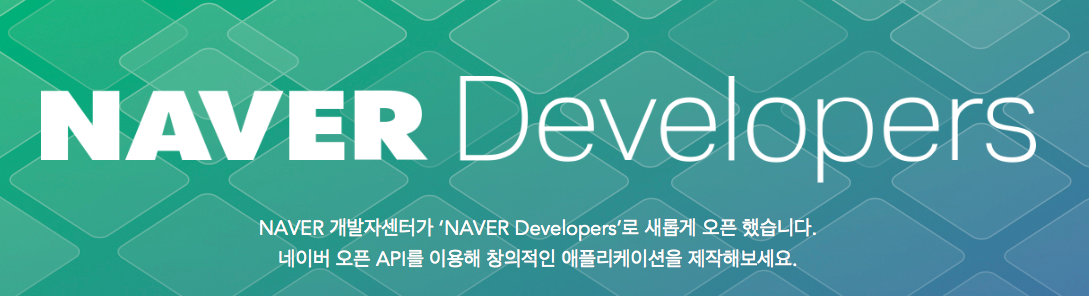 NAVER Developers
NAVER 개발자센터가 ‘NAVER Developers’로 새롭게 오픈 했습니다.
네이버 오픈 API를 이용해 창의적인 애플리케이션을 제작해보세요.